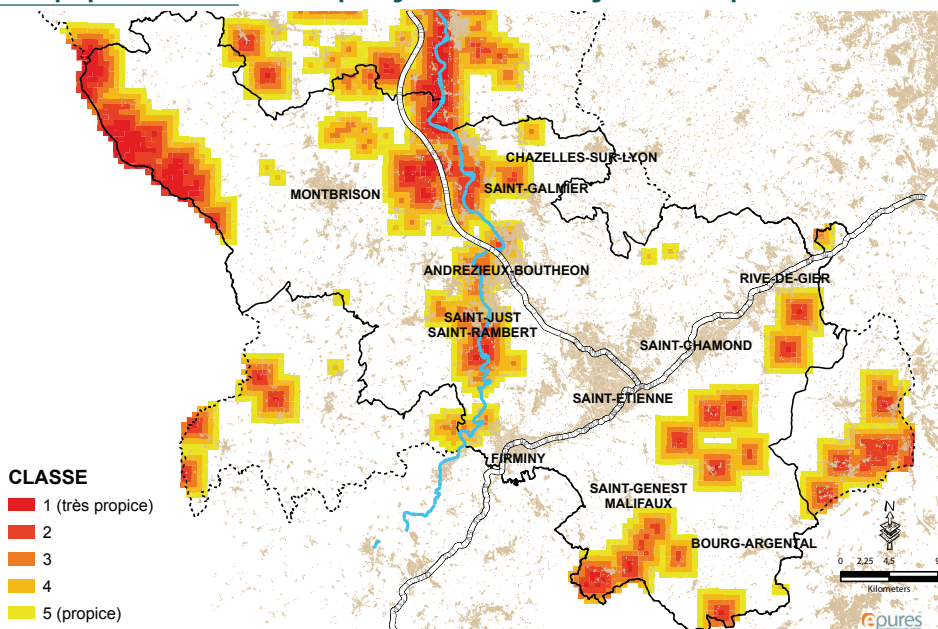 CHAZELLES-SUR-LYON
MONTBRISON
SAINT-GALMIER
ANDREZIEUX-BOUTHEON
RIVE-DE-GIER
SAINT-JUST
SAINT-RAMBERT
SAINT-CHAMOND
SAINT-ETIENNE
FIRMINY
SAINT-GENEST
MALIFAUX
BOURG-ARGENTAL
CLASSE
1 (très propice)
2
3
4
5 (propice)
N
0 2,25 4,5 9
Kilometers
epures